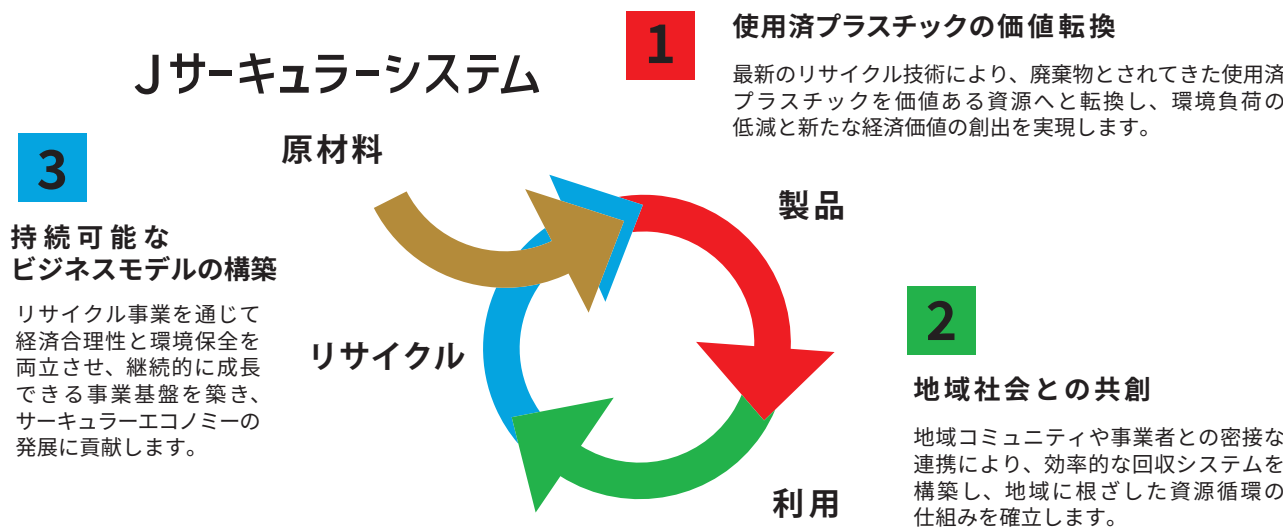 Jサーキュラーシステム
1
使用済プラスチックの価値転換
最新のリサイクル技術により、廃棄物とされてきた使用済
プラスチックを価値ある資源へと転換し、環境負荷の
低減と新たな経済価値の創出を実現します。
3
持続可能な
ビジネスモデルの構築
リサイクル事業を通じて
経済合理性と環境保全を
両立させ、継続的に成長
できる事業基盤を築き、
サーキュラーエコノミーの
発展に貢献します。
原材料
製品
リサイクル
利用
2
地域社会との共創
地域コミュニティや事業者との密接な
連携により、効率的な回収システムを
構築し、地域に根ざした資源循環の
仕組みを確立します。